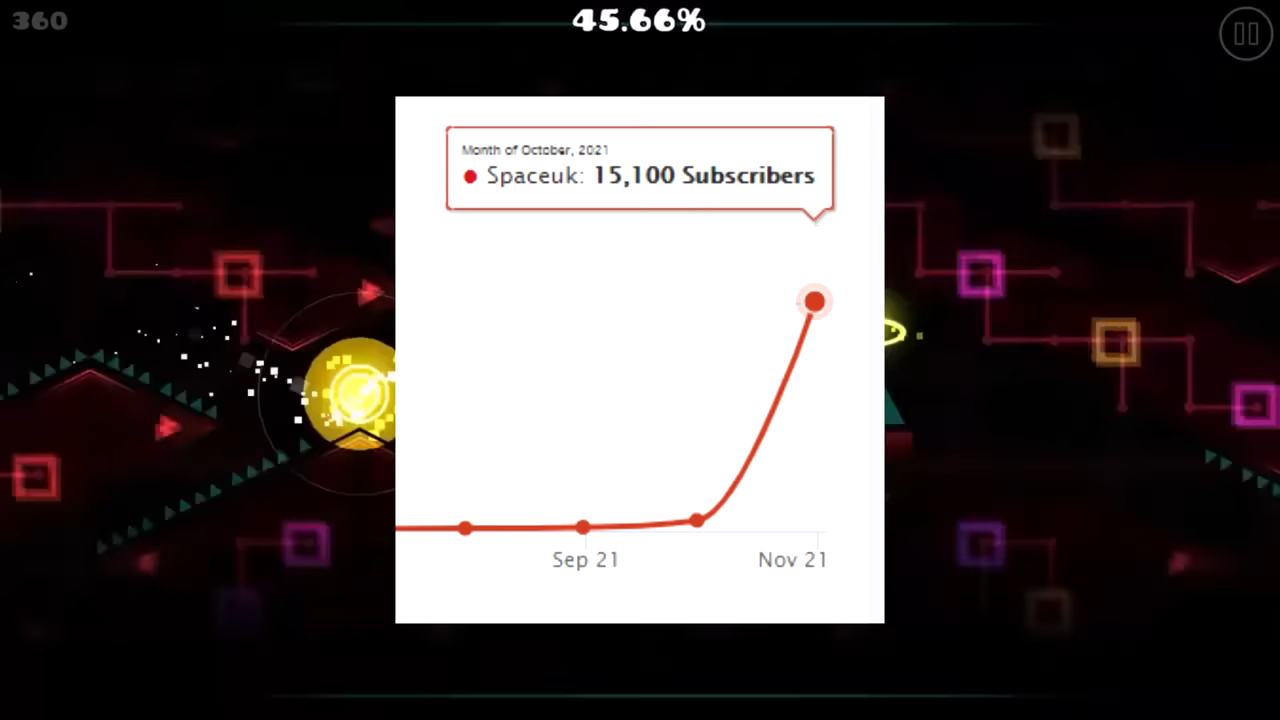 360
45.66%
Month of October, 2021
Spaceuk: 15,100 Subscribers
Sep 21
Nov 21